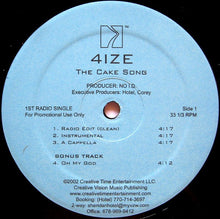 4IZE
The Cake Song
Producer: No I.D.
Executive Producers: Hotel, Corey
1ST RADIO SINGLE
For Promotional Use Only
Side 1
33 1/3 RPM
1. Radio Edit (clean) 4:17
2. Instrumental 4:17
3. A Cappella 4:17
BONUS TRACK
4. Oh My God 4:12
©2002 Creative Time Entertainment LLC.
Creative Vision Music Publishing
www.creativetimeentertainment.com
Booking: (Hotel) 770-714-3697
Office: 678-969-9412